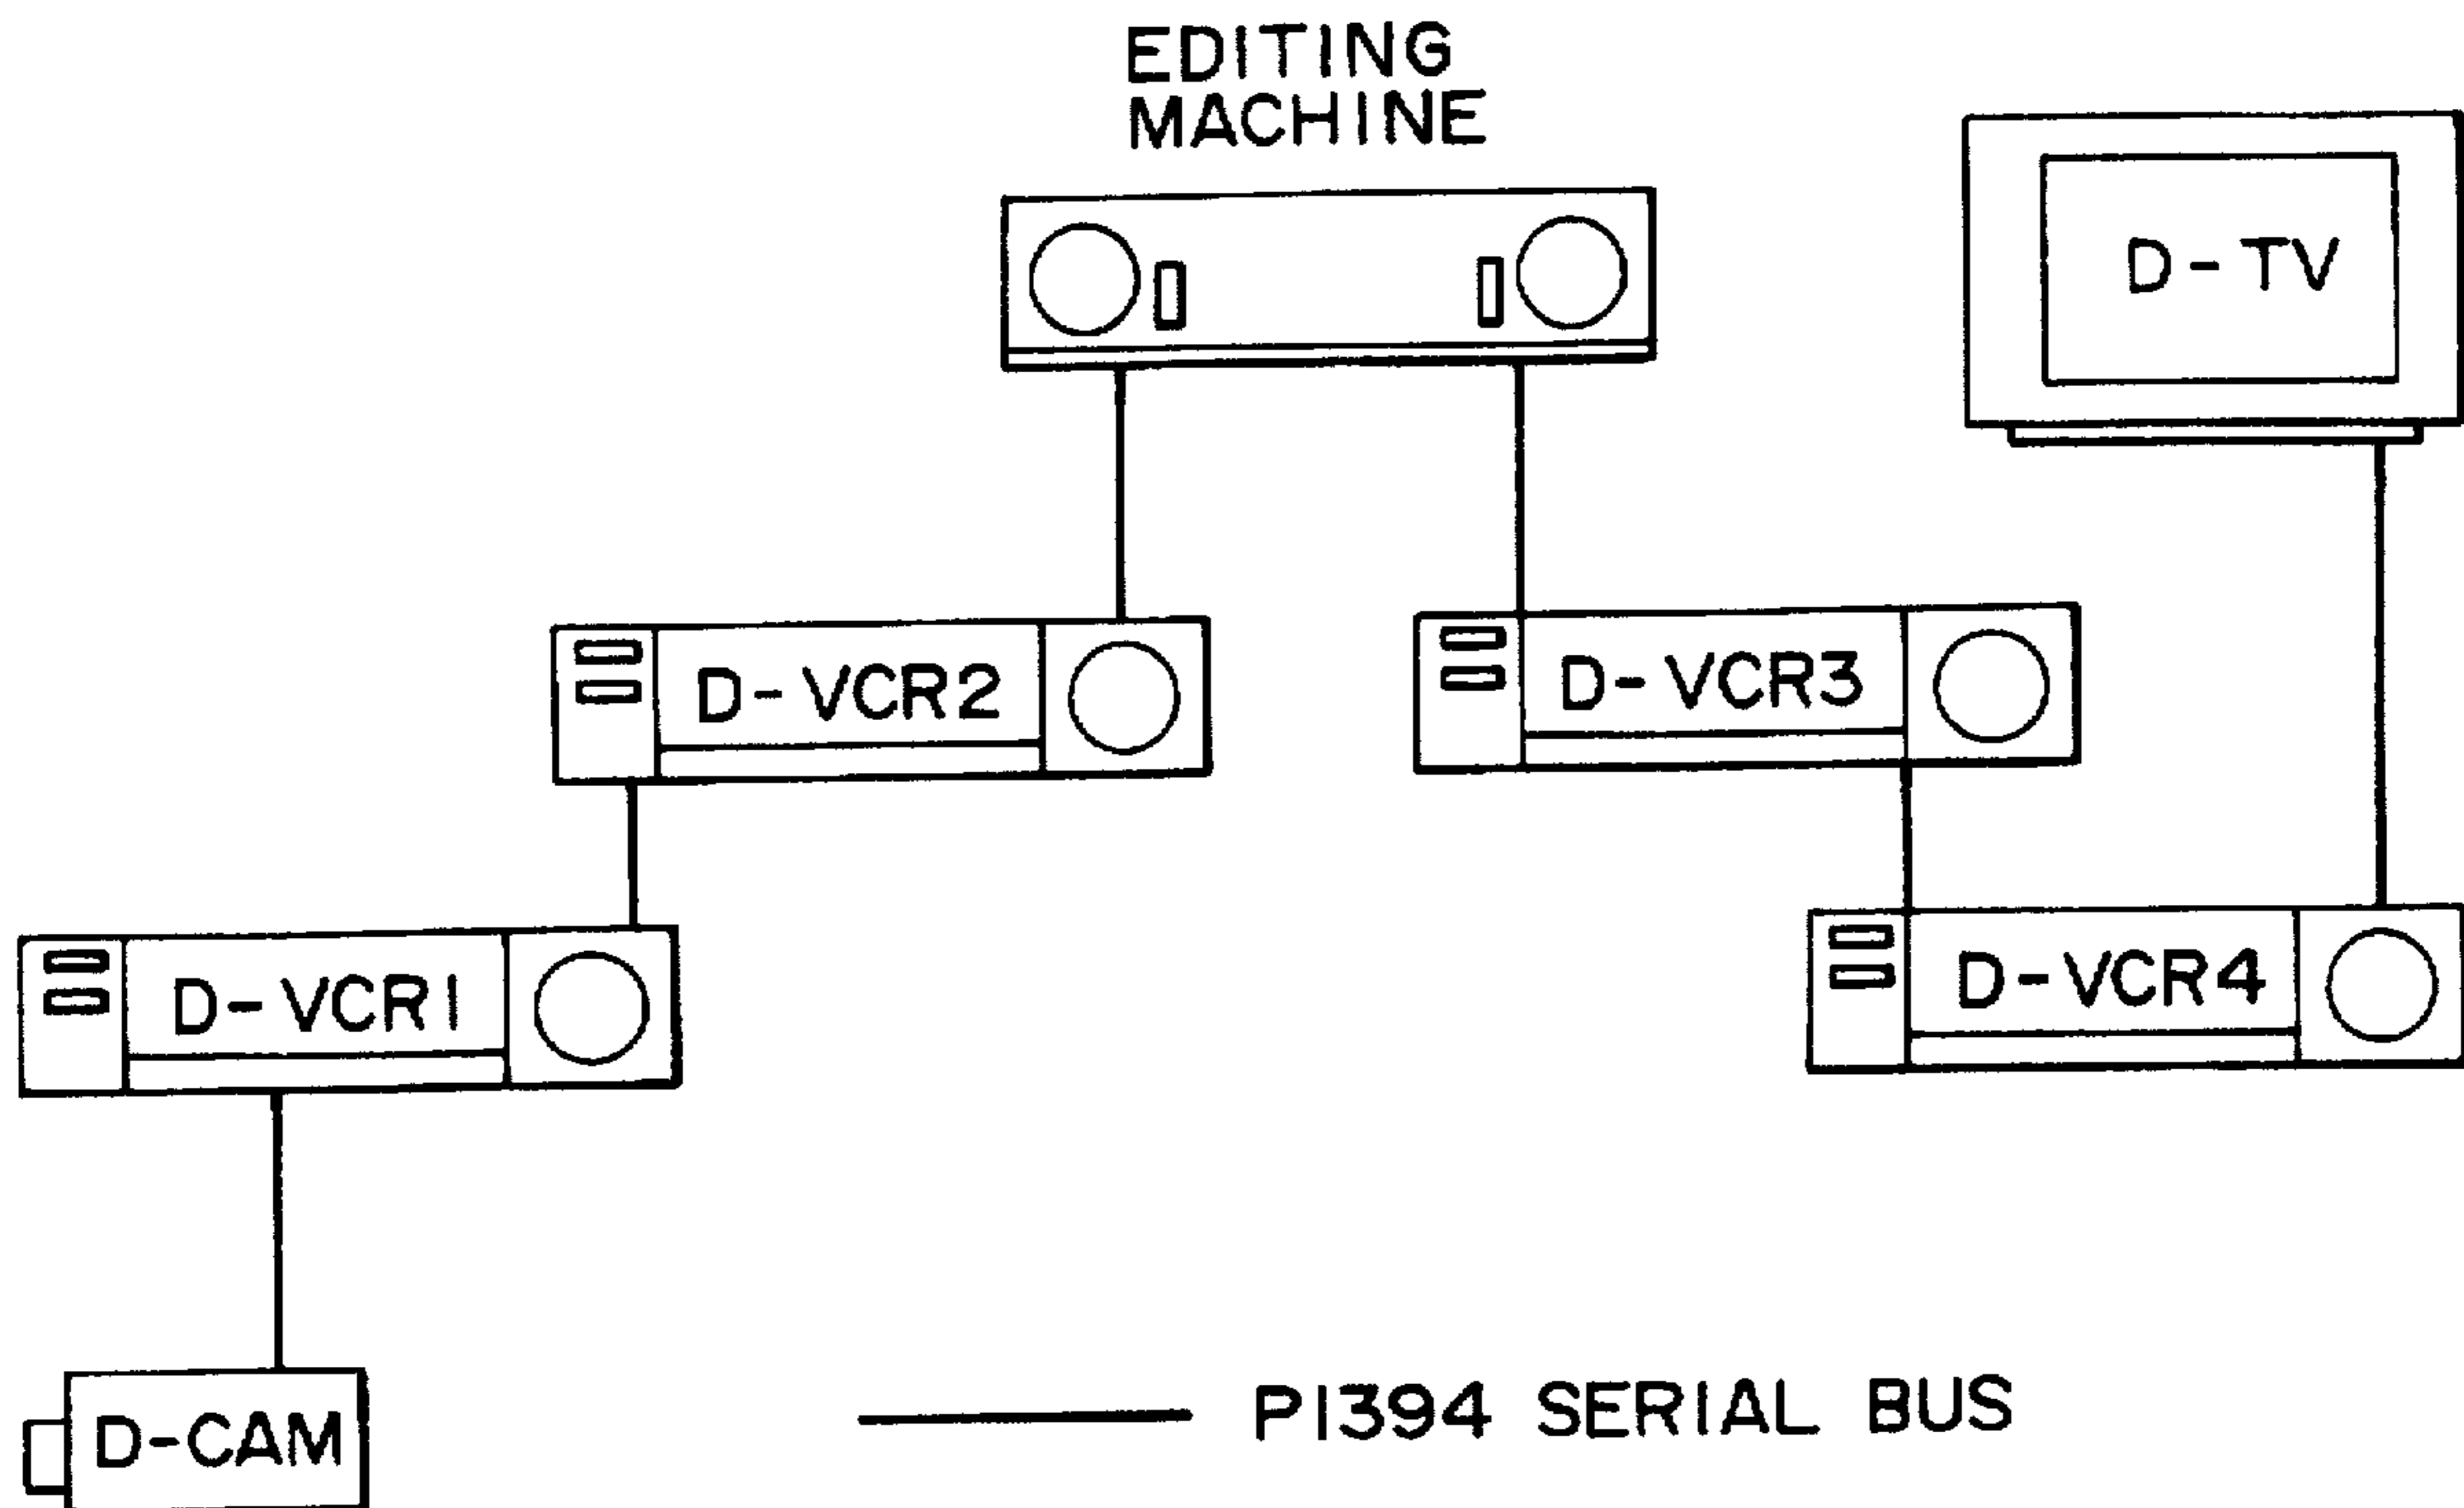 EDITING
MACHINE
D-TV
D-VCR2
D-VCR3
D-VCR1
D-VCR4
D-CAM
P1394 SERIAL BUS